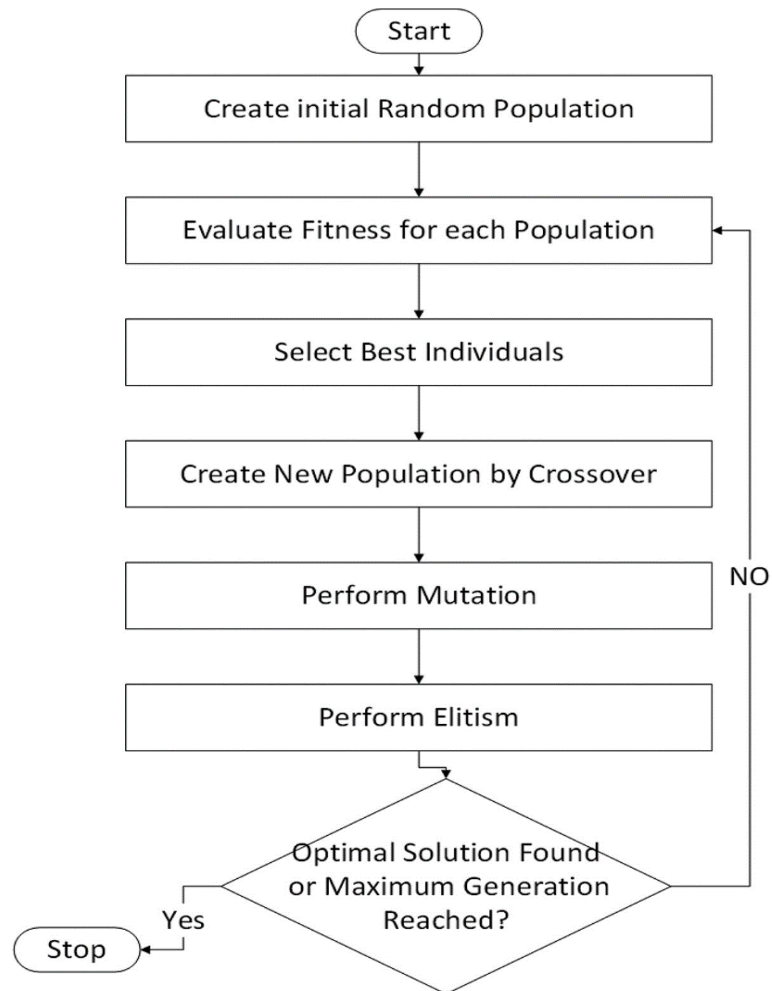 Start
Create initial Random Population
Evaluate Fitness for each Population
Select Best Individuals
Create New Population by Crossover
Perform Mutation
NO
Perform Elitism
Optimal Solution Found
or Maximum Generation
Reached?
Yes
Stop